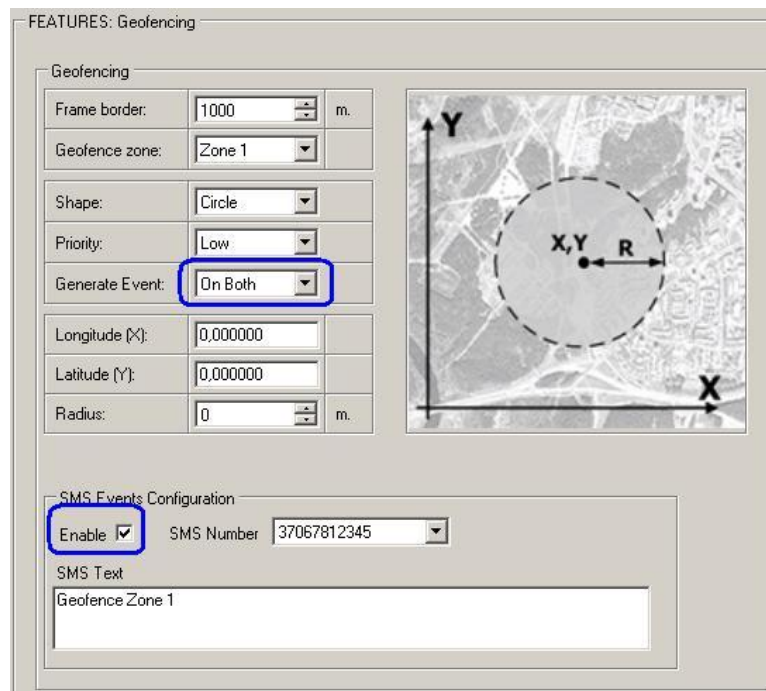 FEATURES: Geofencing
Geofencing
Frame border: 1000 m.
Geofence zone: Zone 1
Shape: Circle
Priority: Low
Generate Event: On Both
Longitude (X): 0,000000
Latitude (Y): 0,000000
Radius: 0 m.
Y
X,Y R
X
SMS Events Configuration
Enable SMS Number 37067812345
SMS Text
Geofence Zone 1